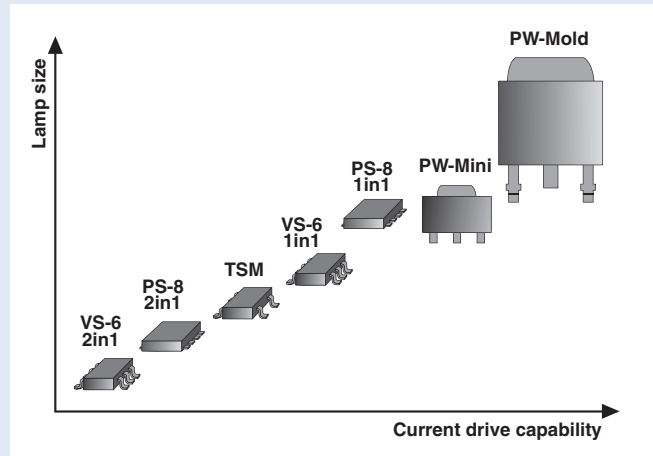 Lamp size
PW-Mold
PS-8
1in1
PW-Mini
VS-6
1in1
TSM
PS-8
2in1
VS-6
2in1
Current drive capability